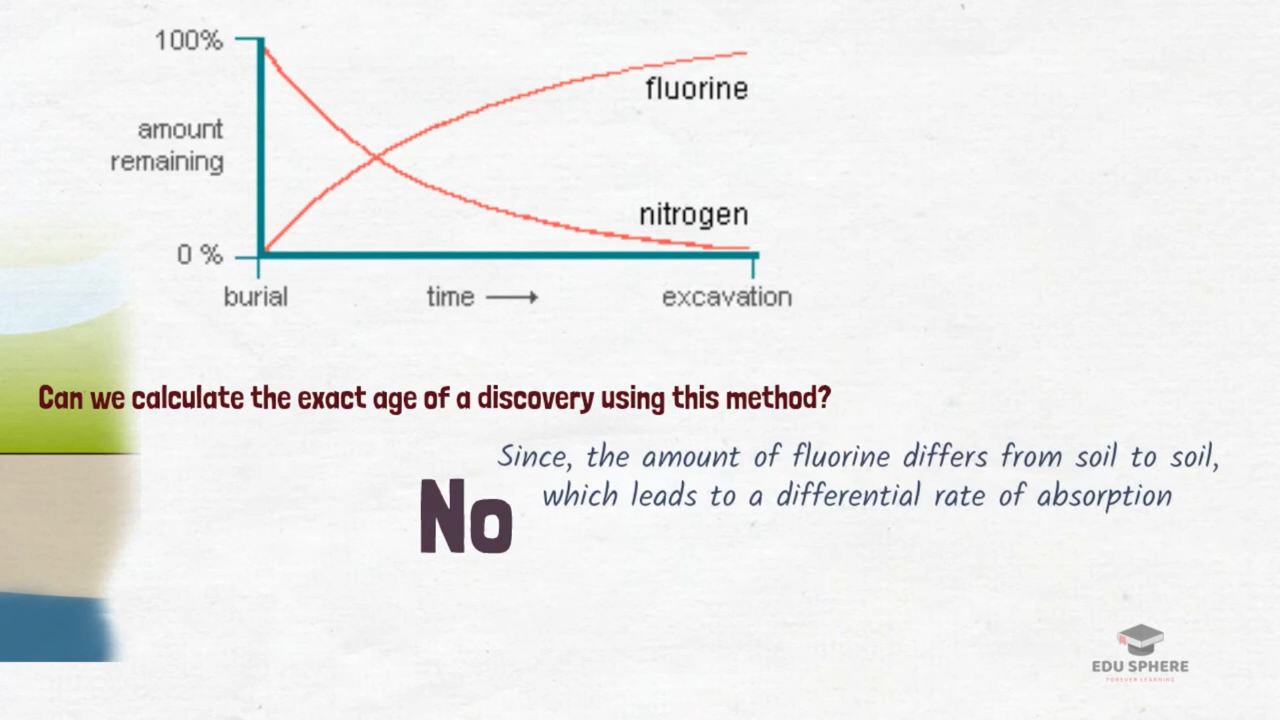 100%
fluorine
amount
remaining
nitrogen
0 %
burial
time
excavation
Can we calculate the exact age of a discovery using this method?
Since, the amount of fluorine differs from soil to soil,
which leads to a differential rate of absorption
No
EDU SPHERE
FOREVER LEARNING